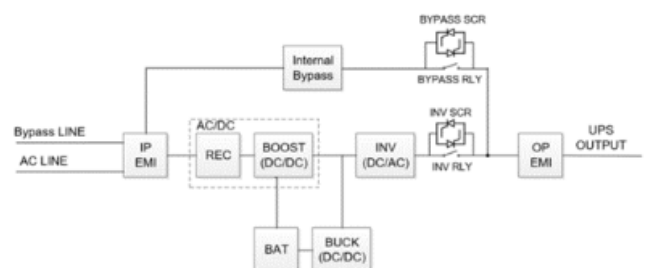 BYPASS SCR
Internal
Bypass
BYPASS RLY
AC/DC
INV SCR
UPS
OUTPUT
Bypass LINE
AC LINE
IP
EMI
REC
BOOST
(DC/DC)
INV
(DC/AC)
INV RLY
OP
EMI
BAT
BUCK
(DC/DC)